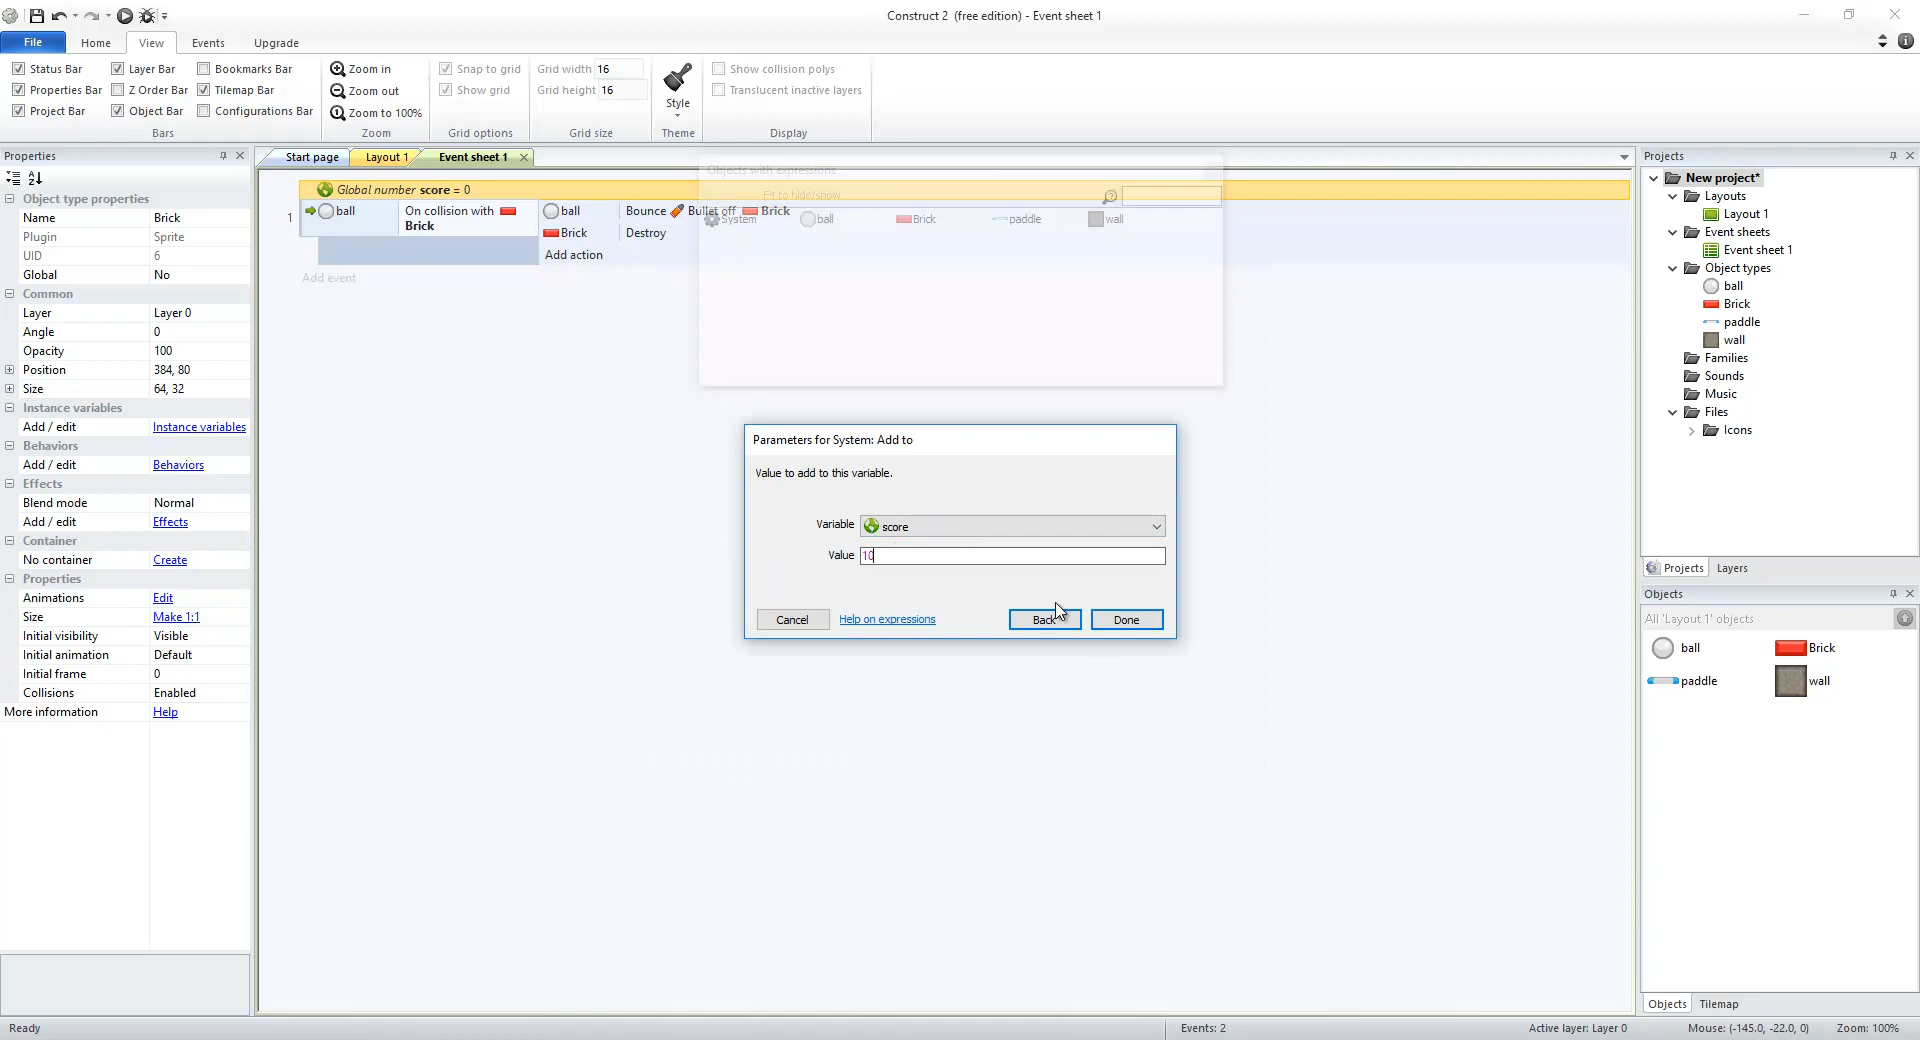 Construct 2  (free edition) - Event sheet 1
File
Home
View
Events
Upgrade
Status Bar
Layer Bar
Bookmarks Bar
Properties Bar
Z Order Bar
Tilemap Bar
Project Bar
Object Bar
Configurations Bar
Bars
Zoom in
Zoom out
Zoom to 100%
Zoom
Snap to grid
Show grid
Grid options
Grid width 16
Grid height 16
Grid size
Style
Theme
Show collision polys
Translucent inactive layers
Display
Properties
Object type properties
Name Brick
Plugin Sprite
UID 6
Global No
Common
Layer Layer 0
Angle 0
Opacity 100
Position 384, 80
Size 64, 32
Instance variables
Add / edit Instance variables
Behaviors
Add / edit Behaviors
Effects
Blend mode Normal
Add / edit Effects
Container
No container Create
Properties
Animations Edit
Size Make 1:1
Initial visibility Visible
Initial animation Default
Initial frame 0
Collisions Enabled
More information Help
Start page
Layout 1
Event sheet 1
Global number score = 0
1
ball
On collision with
Brick
ball
Bounce Bullet off Brick
Brick
Destroy
Add action
Add event
Objects with expressions
Fit to hide/show
System
ball
Brick
paddle
wall
Parameters for System: Add to
Value to add to this variable.
Variable score
Value 10
Cancel
Help on expressions
Back
Done
Projects
New project*
Layouts
Layout 1
Event sheets
Event sheet 1
Object types
ball
Brick
paddle
wall
Families
Sounds
Music
Files
Icons
Projects
Layers
Objects
All 'Layout 1' objects
ball
Brick
paddle
wall
Objects
Tilemap
Ready
Events: 2
Active layer: Layer 0
Mouse: (-145.0, -22.0, 0)
Zoom: 100%